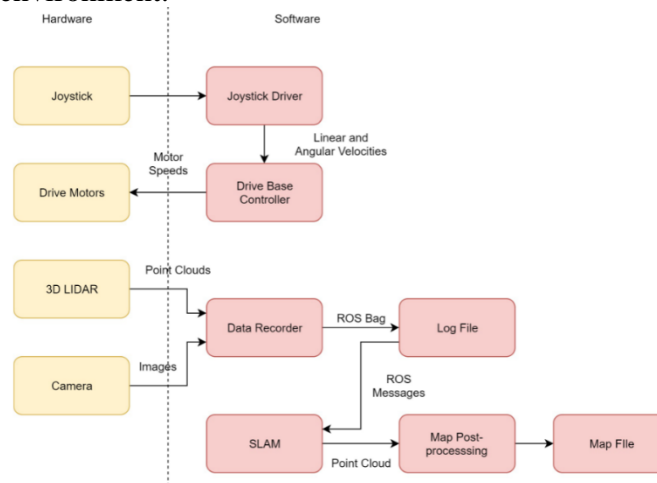 environment.
Hardware
Software
Joystick
Joystick Driver
Linear and
Angular Velocities
Motor
Speeds
Drive Motors
Drive Base
Controller
3D LIDAR
Point Clouds
Data Recorder
ROS Bag
Log File
Camera
Images
ROS
Messages
SLAM
Point Cloud
Map Post-
processsing
Map FIle